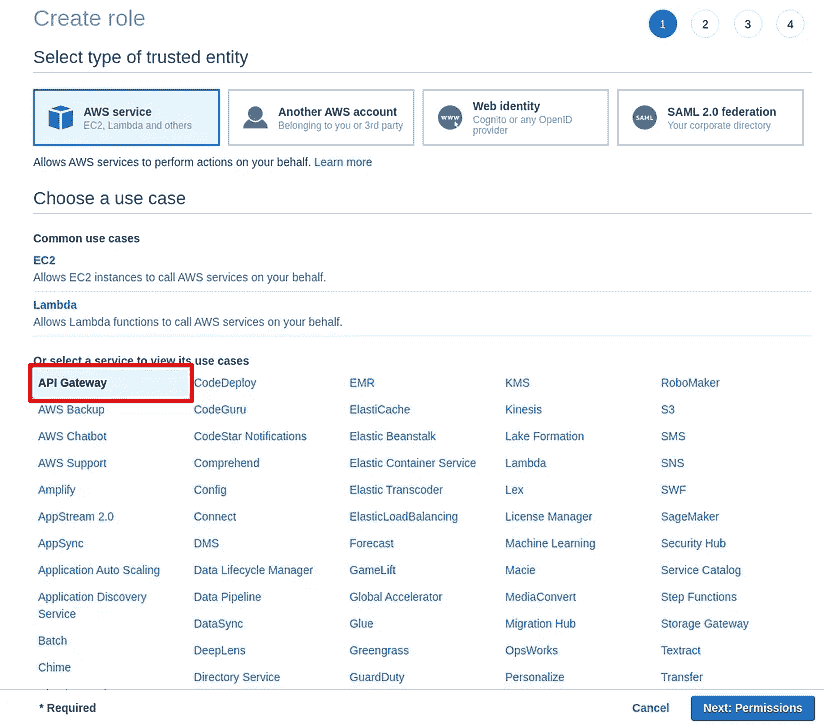 Create role
1 2 3 4
Select type of trusted entity
AWS service
EC2, Lambda and others
Another AWS account
Belonging to you or 3rd party
WWW
Web identity
Cognito or any OpenID
provider
SAML
SAML 2.0 federation
Your corporate directory
Allows AWS services to perform actions on your behalf. Learn more
Choose a use case
Common use cases
EC2
Allows EC2 instances to call AWS services on your behalf.
Lambda
Allows Lambda functions to call AWS services on your behalf.
Or select a service to view its use cases
API Gateway CodeDeploy EMR KMS RoboMaker
AWS Backup CodeGuru ElastiCache Kinesis S3
AWS Chatbot CodeStar Notifications Elastic Beanstalk Lake Formation SMS
AWS Support Comprehend Elastic Container Service Lambda SNS
Amplify Config Elastic Transcoder Lex SWF
AppStream 2.0 Connect ElasticLoadBalancing License Manager SageMaker
AppSync DMS Forecast Machine Learning Security Hub
Application Auto Scaling Data Lifecycle Manager GameLift Macie Service Catalog
Application Discovery Data Pipeline Global Accelerator MediaConvert Step Functions
Service
DataSync Glue Migration Hub Storage Gateway
Batch
DeepLens Greengrass OpsWorks Textract
Chime
Directory Service GuardDuty Personalize Transfer
* Required Cancel Next: Permissions